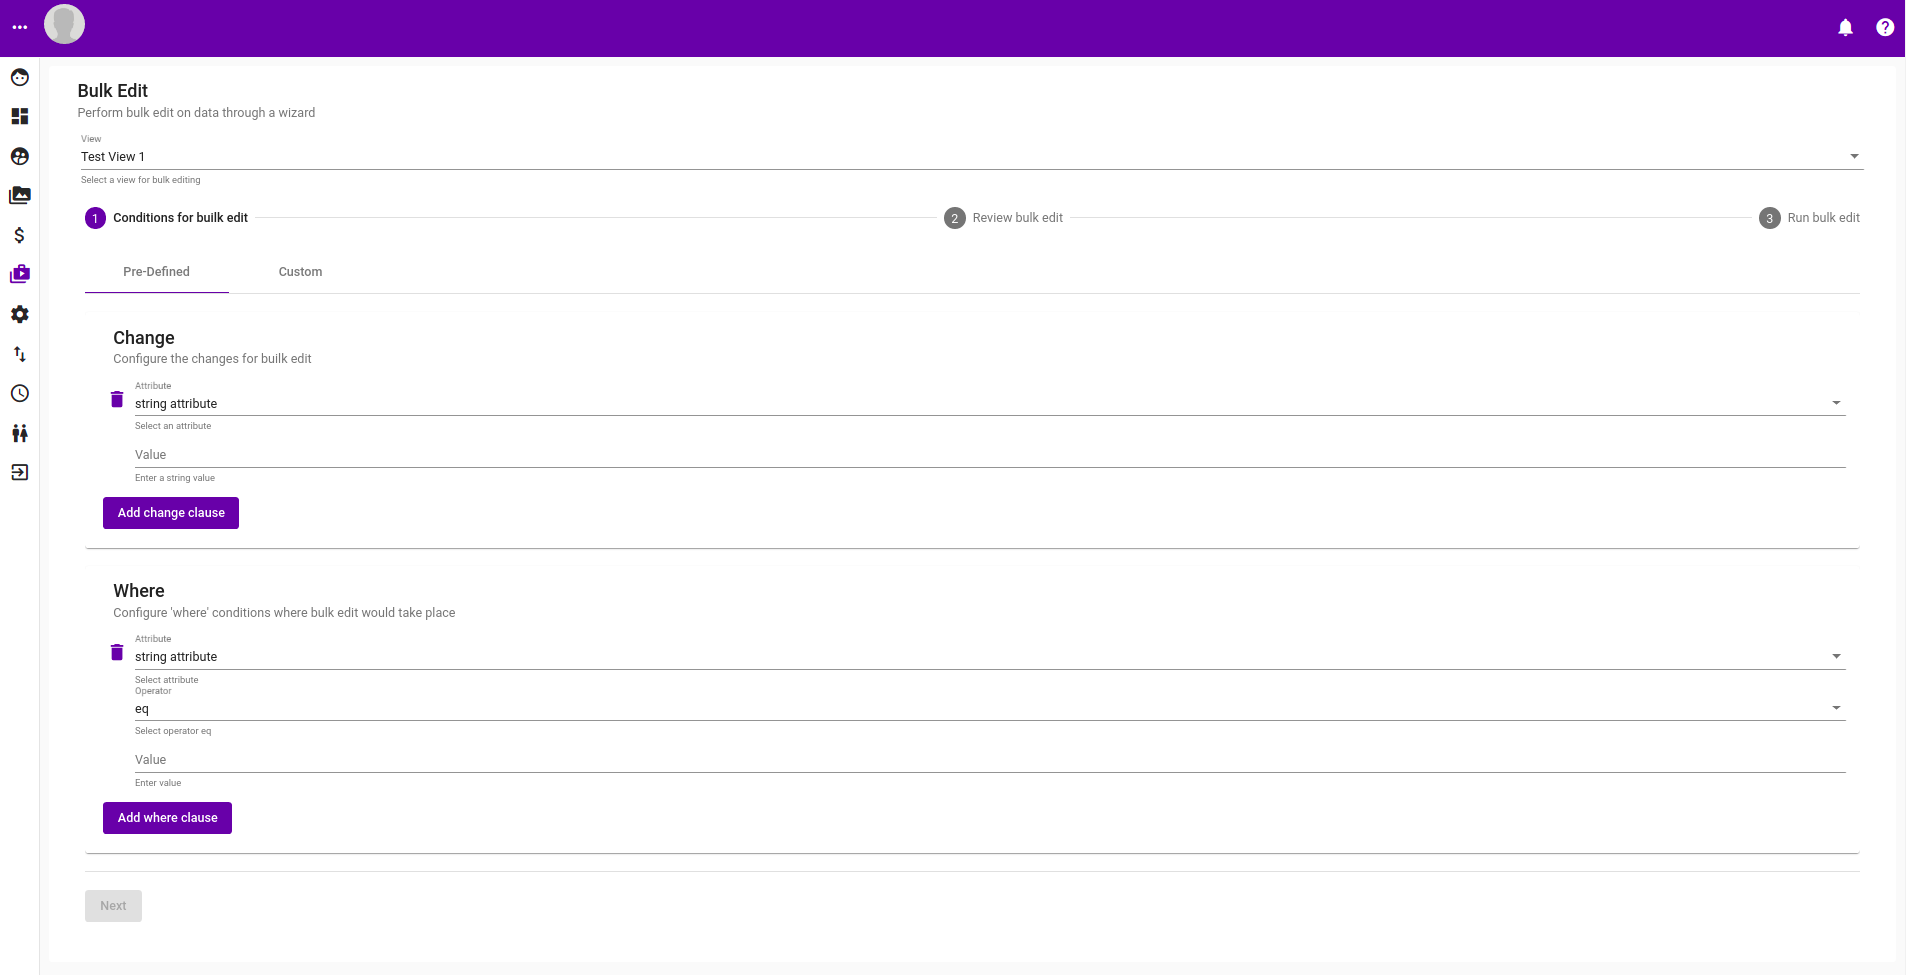 Bulk Edit
Perform bulk edit on data through a wizard
View
Test View 1
Select a view for bulk editing
1 Conditions for builk edit
2 Review bulk edit
3 Run bulk edit
Pre-Defined
Custom
Change
Configure the changes for builk edit
Attribute
string attribute
Select an attribute
Value
Enter a string value
Add change clause
Where
Configure 'where' conditions where bulk edit would take place
Attribute
string attribute
Select attribute
Operator
eq
Select operator eq
Value
Enter value
Add where clause
Next